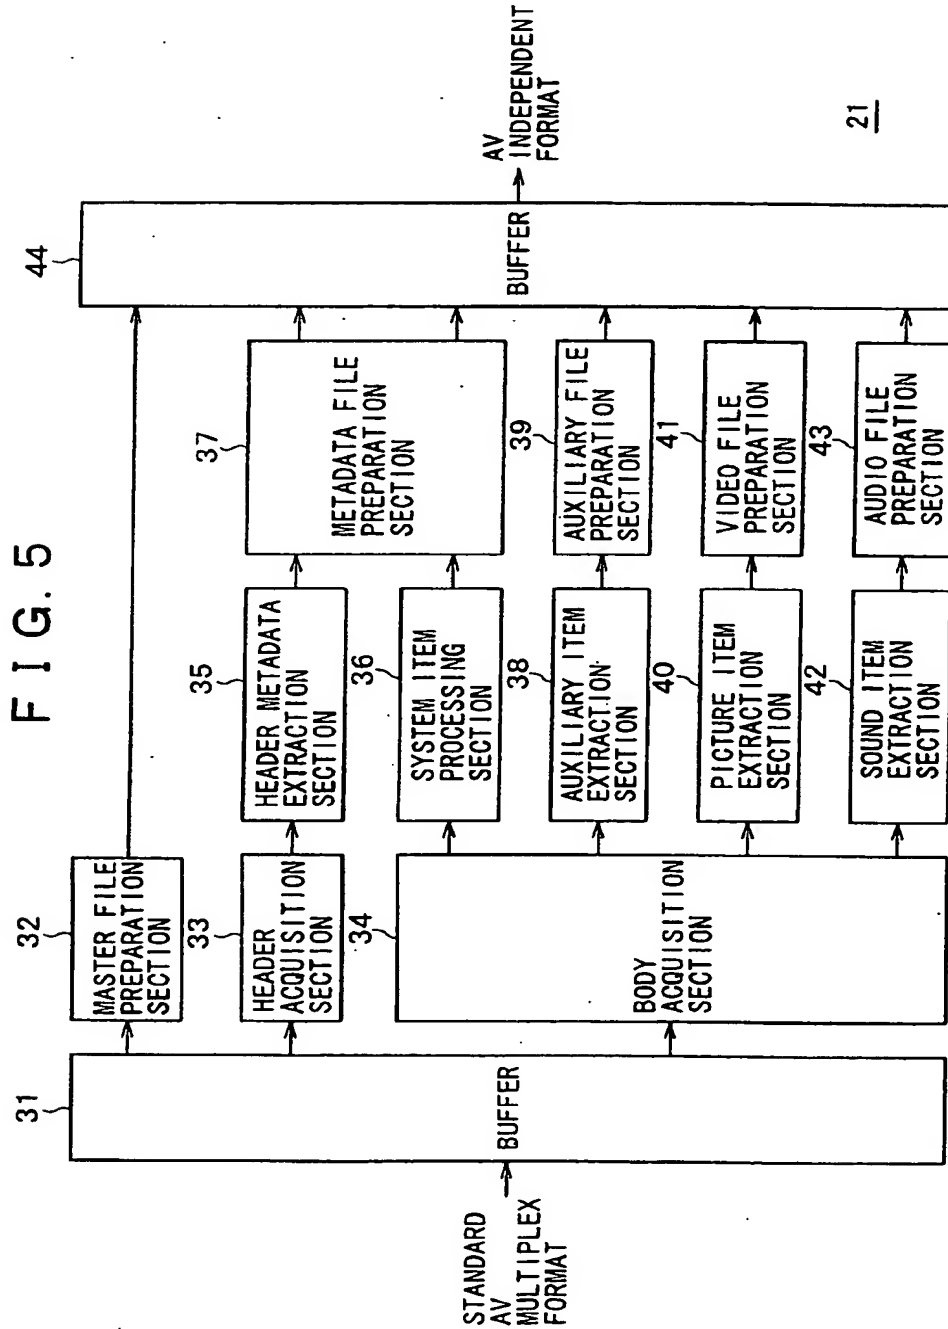 FIG. 5
STANDARD
AV
MULTIPLEX
FORMAT
31
BUFFER
32
MASTER FILE
PREPARATION
SECTION
33
HEADER
ACQUISITION
SECTION
34
BODY
ACQUISITION
SECTION
35
HEADER METADATA
EXTRACTION
SECTION
36
SYSTEM ITEM
PROCESSING
SECTION
37
METADATA FILE
PREPARATION
SECTION
38
AUXILIARY ITEM
EXTRACTION
SECTION
39
AUXILIARY FILE
PREPARATION
SECTION
40
PICTURE ITEM
EXTRACTION
SECTION
41
VIDEO FILE
PREPARATION
SECTION
42
SOUND ITEM
EXTRACTION
SECTION
43
AUDIO FILE
PREPARATION
SECTION
44
BUFFER
AV
INDEPENDENT
FORMAT
21